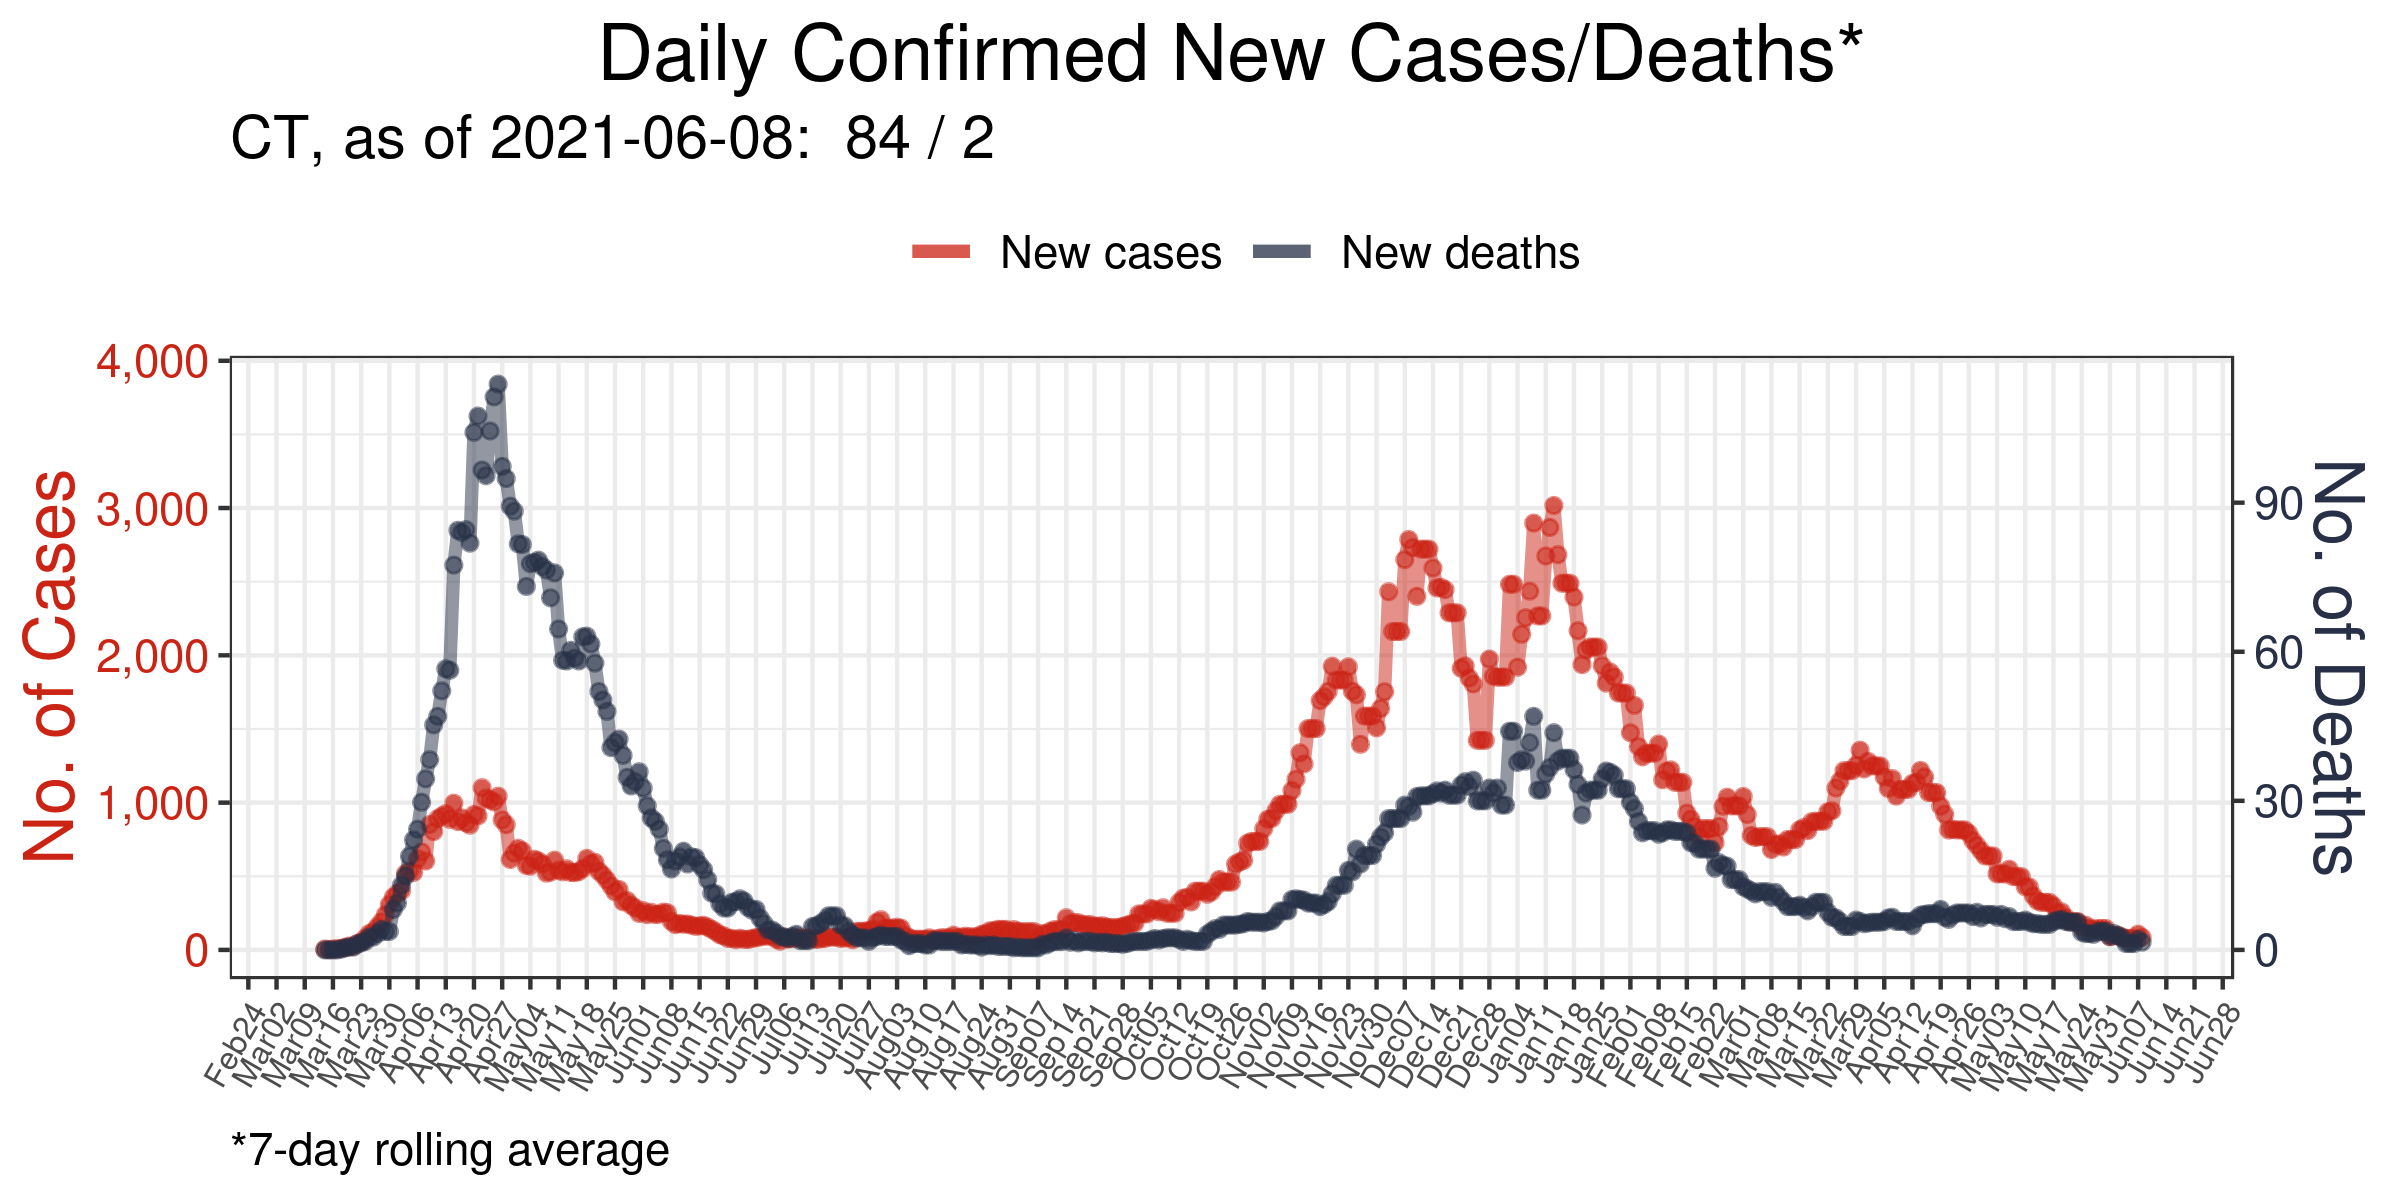 Daily Confirmed New Cases/Deaths*
CT, as of 2021-06-08:  84 / 2
New cases
New deaths
No. of Cases
4,000
3,000
2,000
1,000
0
90
60
30
0
No. of Deaths
Feb24
Mar02
Mar09
Mar16
Mar23
Mar30
Apr06
Apr13
Apr20
Apr27
May04
May11
May18
May25
Jun01
Jun08
Jun15
Jun22
Jun29
Jul06
Jul13
Jul20
Jul27
Aug03
Aug10
Aug17
Aug24
Aug31
Sep07
Sep14
Sep21
Sep28
Oct05
Oct12
Oct19
Oct26
Nov02
Nov09
Nov16
Nov23
Nov30
Dec07
Dec14
Dec21
Dec28
Jan04
Jan11
Jan18
Jan25
Feb01
Feb08
Feb15
Feb22
Mar01
Mar08
Mar15
Mar22
Mar29
Apr05
Apr12
Apr19
Apr26
May03
May10
May17
May24
May31
Jun07
Jun14
Jun21
Jun28
*7-day rolling average